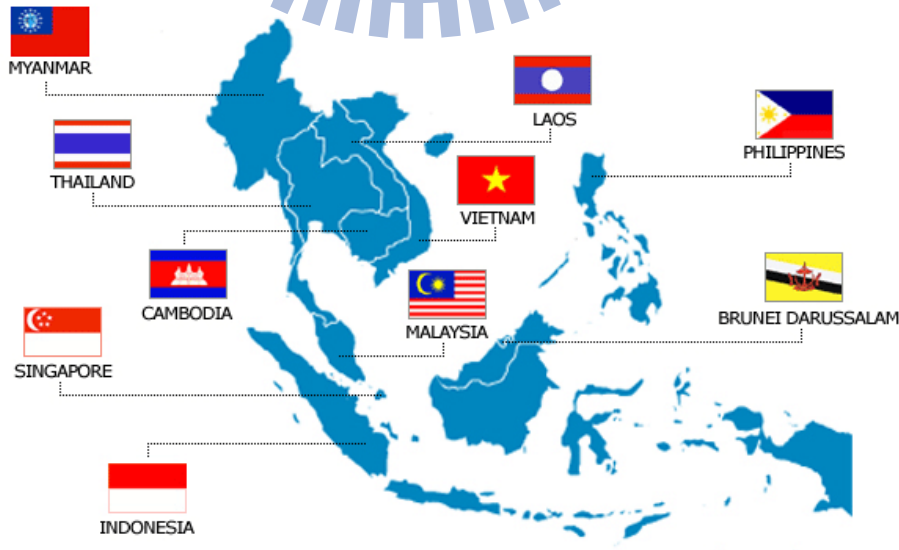 MYANMAR
LAOS
PHILIPPINES
THAILAND
VIETNAM
CAMBODIA
MALAYSIA
BRUNEI DARUSSALAM
SINGAPORE
INDONESIA